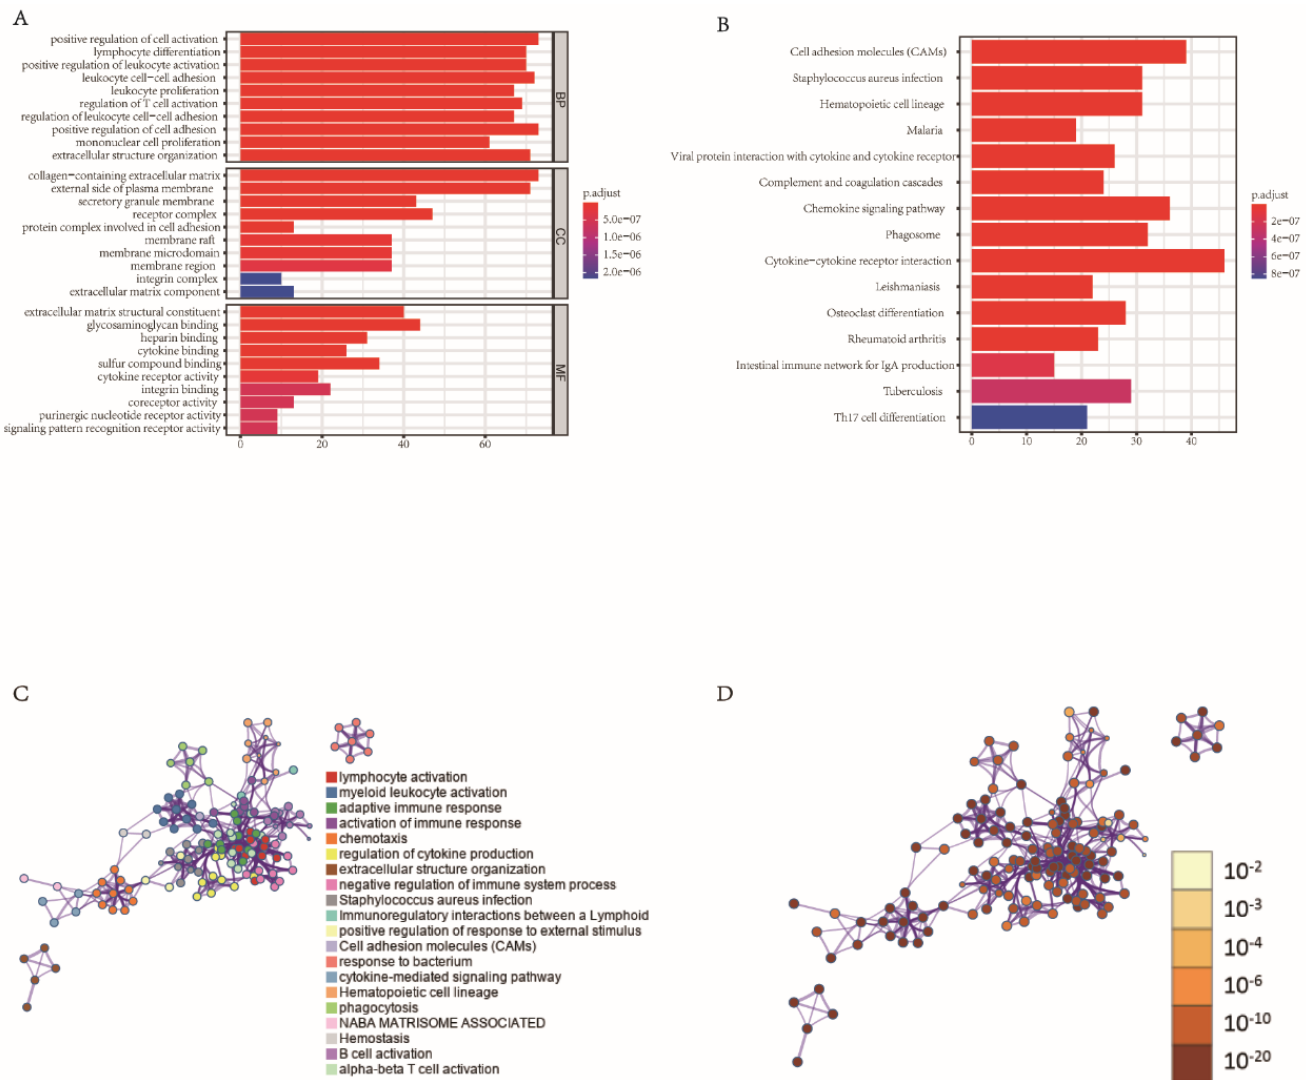 A
positive regulation of cell activation
lymphocyte differentiation
positive regulation of leukocyte activation
leukocyte cell−cell adhesion
leukocyte proliferation
regulation of T cell activation
regulation of leukocyte cell−cell adhesion
positive regulation of cell adhesion
mononuclear cell proliferation
extracellular structure organization
BP
collagen−containing extracellular matrix
external side of plasma membrane
secretory granule membrane
receptor complex
protein complex involved in cell adhesion
membrane raft
membrane microdomain
membrane region
integrin complex
extracellular matrix component
CC
extracellular matrix structural constituent
glycosaminoglycan binding
heparin binding
cytokine binding
sulfur compound binding
cytokine receptor activity
integrin binding
coreceptor activity
purinergic nucleotide receptor activity
signaling pattern recognition receptor activity
MF
0 20 40 60
p.adjust
5.0e−07
1.0e−06
1.5e−06
2.0e−06
B
Cell adhesion molecules (CAMs)
Staphylococcus aureus infection
Hematopoietic cell lineage
Malaria
Viral protein interaction with cytokine and cytokine receptor
Complement and coagulation cascades
Chemokine signaling pathway
Phagosome
Cytokine−cytokine receptor interaction
Leishmaniasis
Osteoclast differentiation
Rheumatoid arthritis
Intestinal immune network for IgA production
Tuberculosis
Th17 cell differentiation
0 10 20 30 40
p.adjust
2e−07
4e−07
6e−07
8e−07
C
lymphocyte activation
myeloid leukocyte activation
adaptive immune response
activation of immune response
chemotaxis
regulation of cytokine production
extracellular structure organization
negative regulation of immune system process
Staphylococcus aureus infection
Immunoregulatory interactions between a Lymphoid
positive regulation of response to external stimulus
Cell adhesion molecules (CAMs)
response to bacterium
cytokine-mediated signaling pathway
Hematopoietic cell lineage
phagocytosis
NABA MATRISOME ASSOCIATED
Hemostasis
B cell activation
alpha-beta T cell activation
D
10-2
10-3
10-4
10-6
10-10
10-20